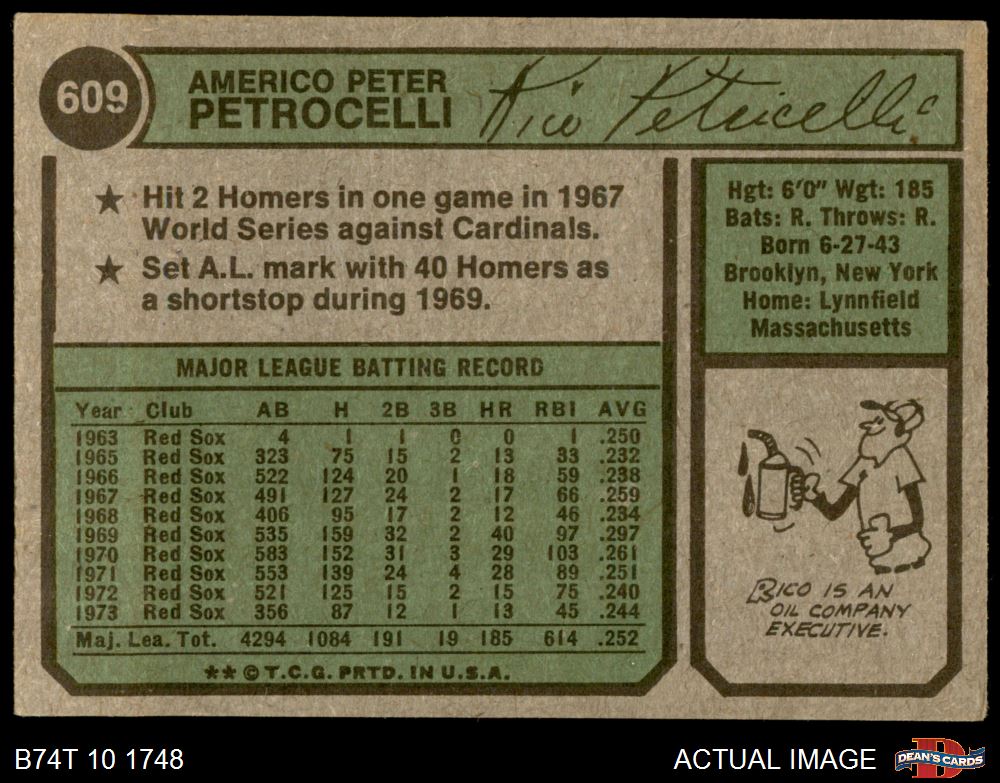 609
AMERICO PETER
PETROCELLI
Rico Petrocelli
★ Hit 2 Homers in one game in 1967
World Series against Cardinals.
★ Set A.L. mark with 40 Homers as
a shortstop during 1969.
Hgt: 6'0" Wgt: 185
Bats: R. Throws: R.
Born 6-27-43
Brooklyn, New York
Home: Lynnfield
Massachusetts
MAJOR LEAGUE BATTING RECORD
Year Club AB H 2B 3B HR RBI AVG
1963 Red Sox 4 1 1 0 0 1 .250
1965 Red Sox 323 75 15 2 13 33 .232
1966 Red Sox 522 124 20 1 18 59 .238
1967 Red Sox 491 127 24 2 17 66 .259
1968 Red Sox 406 95 17 2 12 46 .234
1969 Red Sox 535 159 32 2 40 97 .297
1970 Red Sox 583 152 31 3 29 103 .261
1971 Red Sox 553 139 24 4 28 89 .251
1972 Red Sox 521 125 15 2 15 75 .240
1973 Red Sox 356 87 12 1 13 45 .244
Maj. Lea. Tot. 4294 1084 191 19 185 614 .252
** © T.C.G. PRTD. IN U.S.A.
RICO IS AN
OIL COMPANY
EXECUTIVE.
B74T 10 1748
ACTUAL IMAGE
D
DEAN'S CARDS